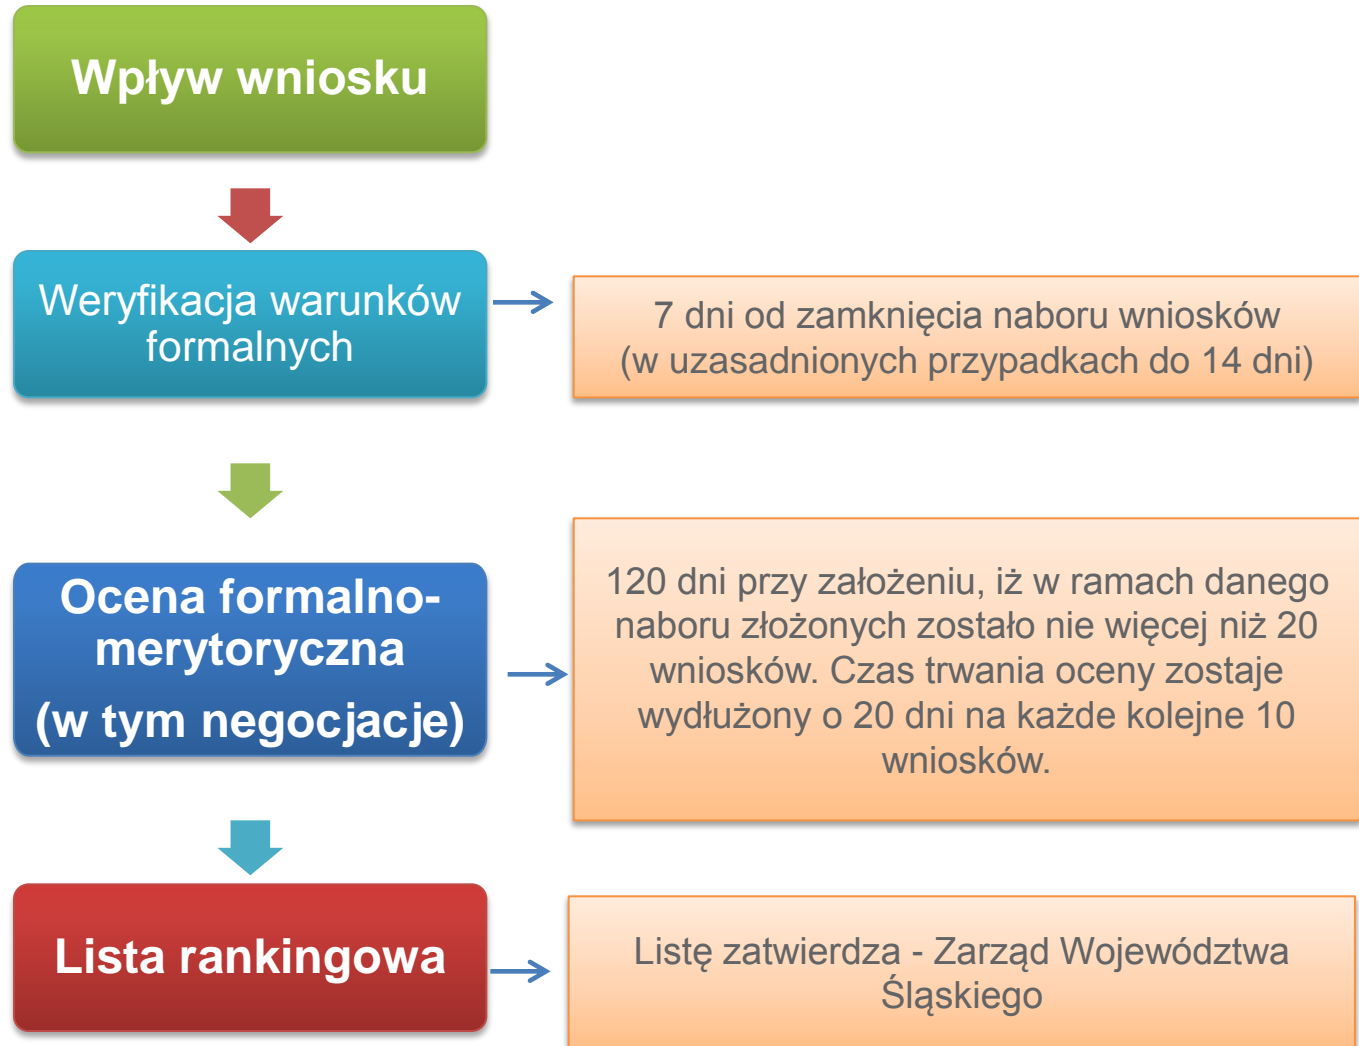 Wpływ wniosku
Weryfikacja warunków
formalnych
7 dni od zamknięcia naboru wniosków
(w uzasadnionych przypadkach do 14 dni)
Ocena formalno-
merytoryczna
(w tym negocjacje)
120 dni przy założeniu, iż w ramach danego
naboru złożonych zostało nie więcej niż 20
wniosków. Czas trwania oceny zostaje
wydłużony o 20 dni na każde kolejne 10
wniosków.
Lista rankingowa
Listę zatwierdza - Zarząd Województwa
Śląskiego